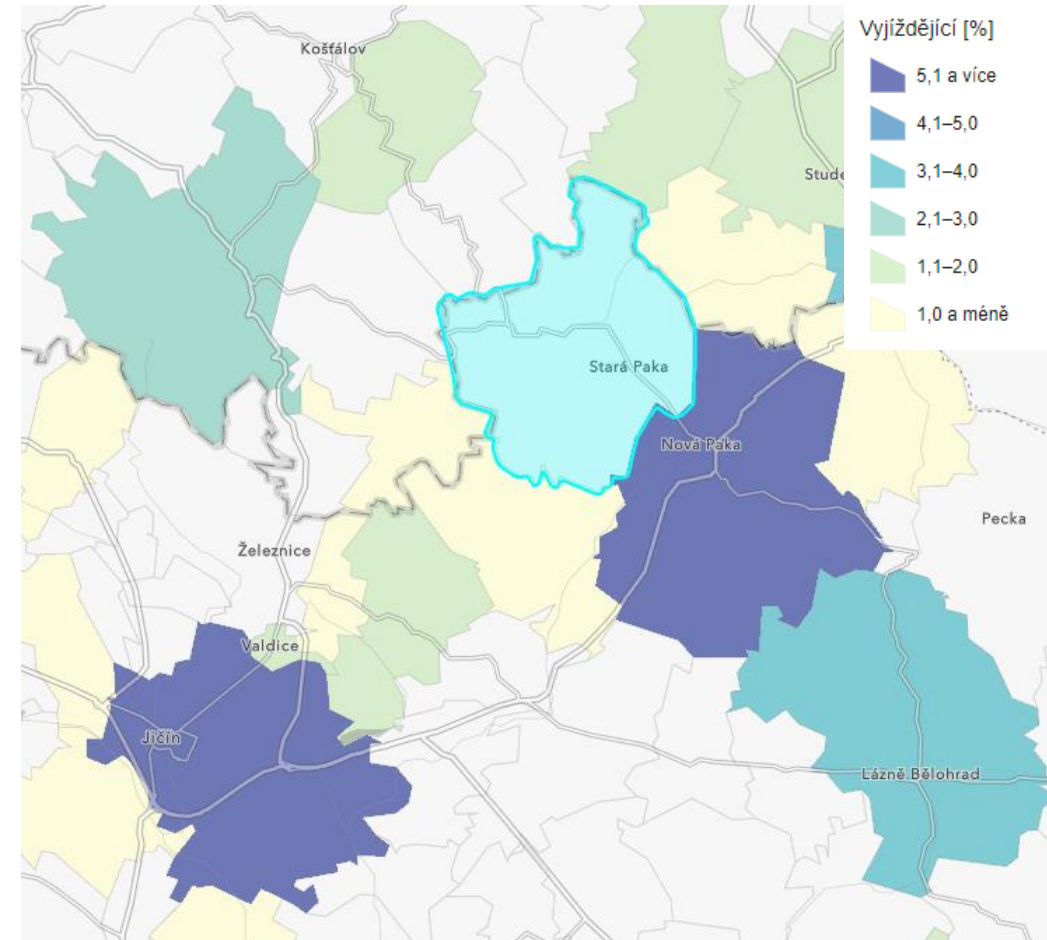 Vyjíždějící [%]
5,1 a více
4,1–5,0
3,1–4,0
2,1–3,0
1,1–2,0
1,0 a méně
Košťálov
Stude
Stará Paka
Nová Paka
Pecka
Železnice
Valdice
Jičín
Lázně Bělohrad